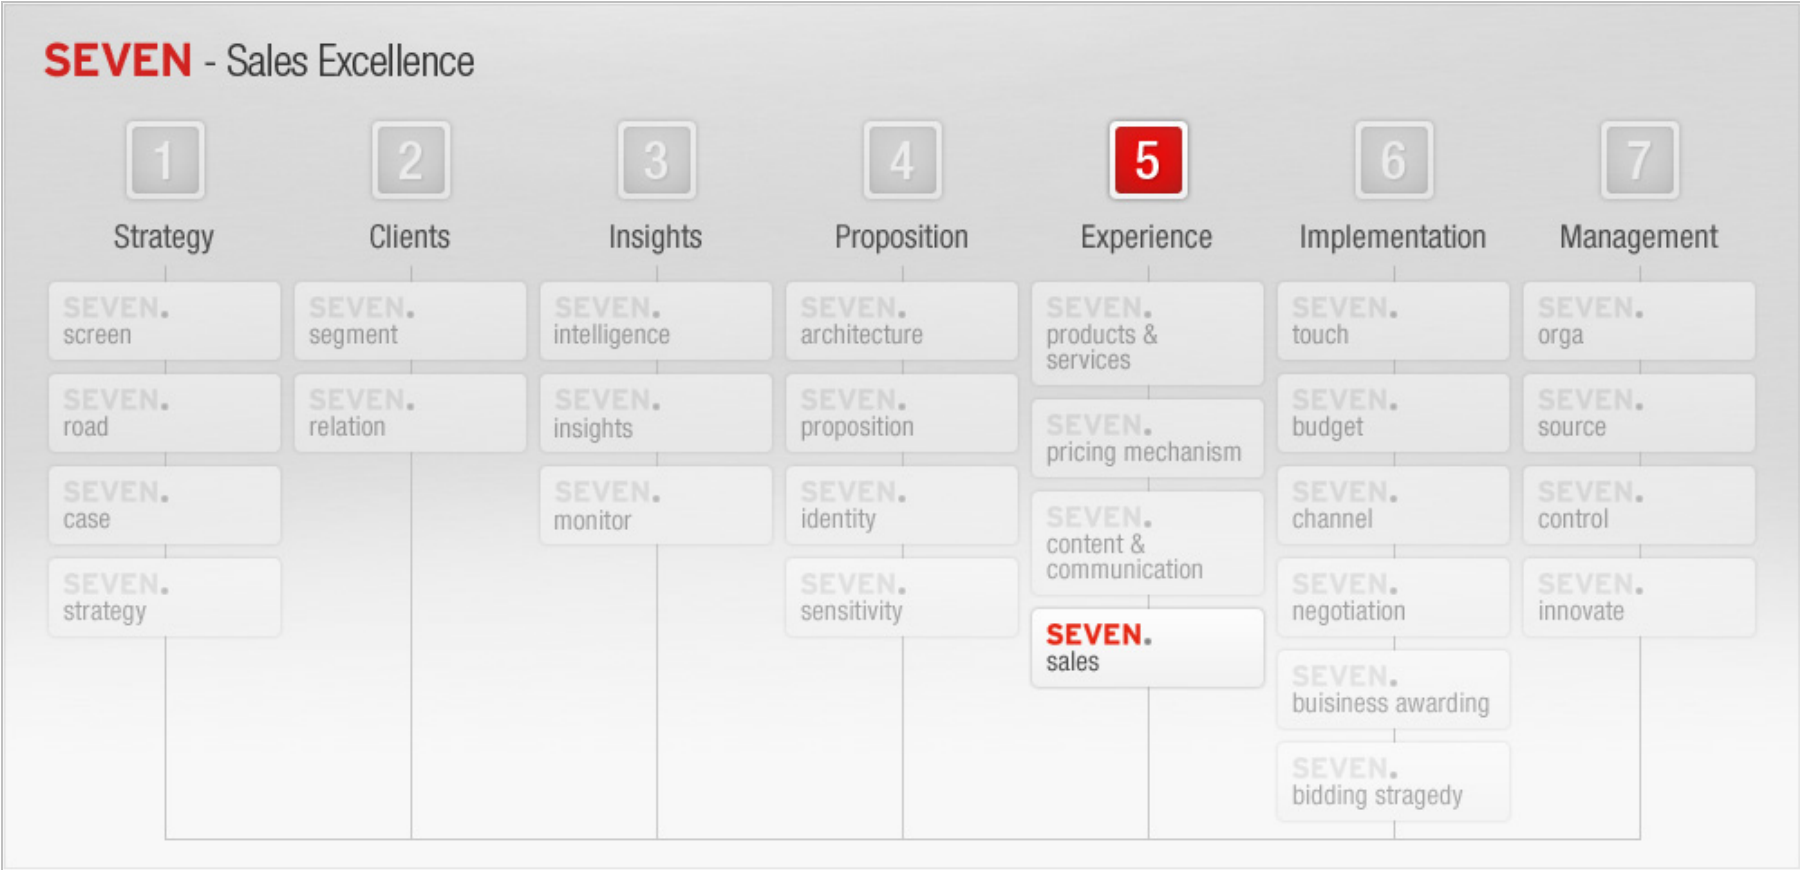 SEVEN - Sales Excellence
1
Strategy
SEVEN.
screen
SEVEN.
road
SEVEN.
case
SEVEN.
strategy
2
Clients
SEVEN.
segment
SEVEN.
relation
3
Insights
SEVEN.
intelligence
SEVEN.
insights
SEVEN.
monitor
4
Proposition
SEVEN.
architecture
SEVEN.
proposition
SEVEN.
identity
SEVEN.
sensitivity
5
Experience
SEVEN.
products &
services
SEVEN.
pricing mechanism
SEVEN.
content &
communication
SEVEN.
sales
6
Implementation
SEVEN.
touch
SEVEN.
budget
SEVEN.
channel
SEVEN.
negotiation
SEVEN.
buisiness awarding
SEVEN.
bidding stragedy
7
Management
SEVEN.
orga
SEVEN.
source
SEVEN.
control
SEVEN.
innovate